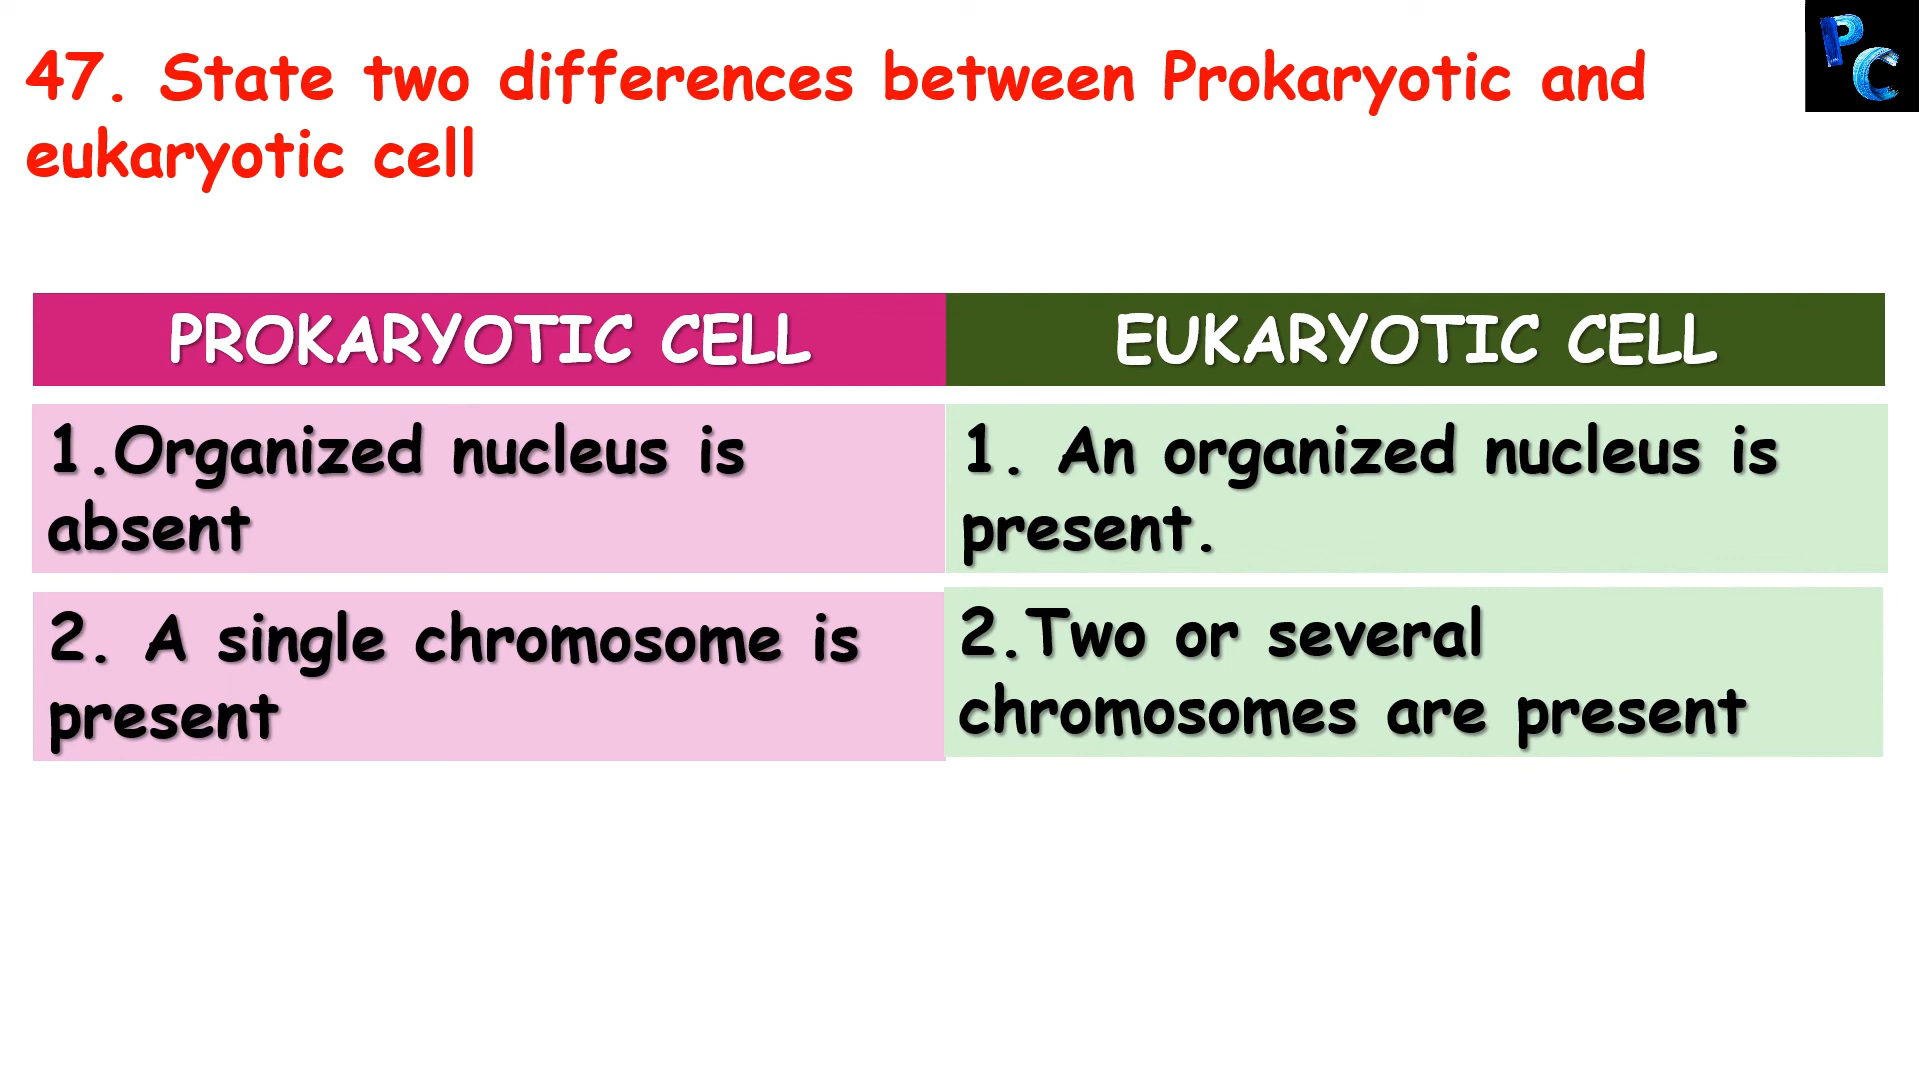 47. State two differences between Prokaryotic and
eukaryotic cell
PC
PROKARYOTIC CELL
EUKARYOTIC CELL
1.Organized nucleus is
absent
1. An organized nucleus is
present.
2. A single chromosome is
present
2.Two or several
chromosomes are present